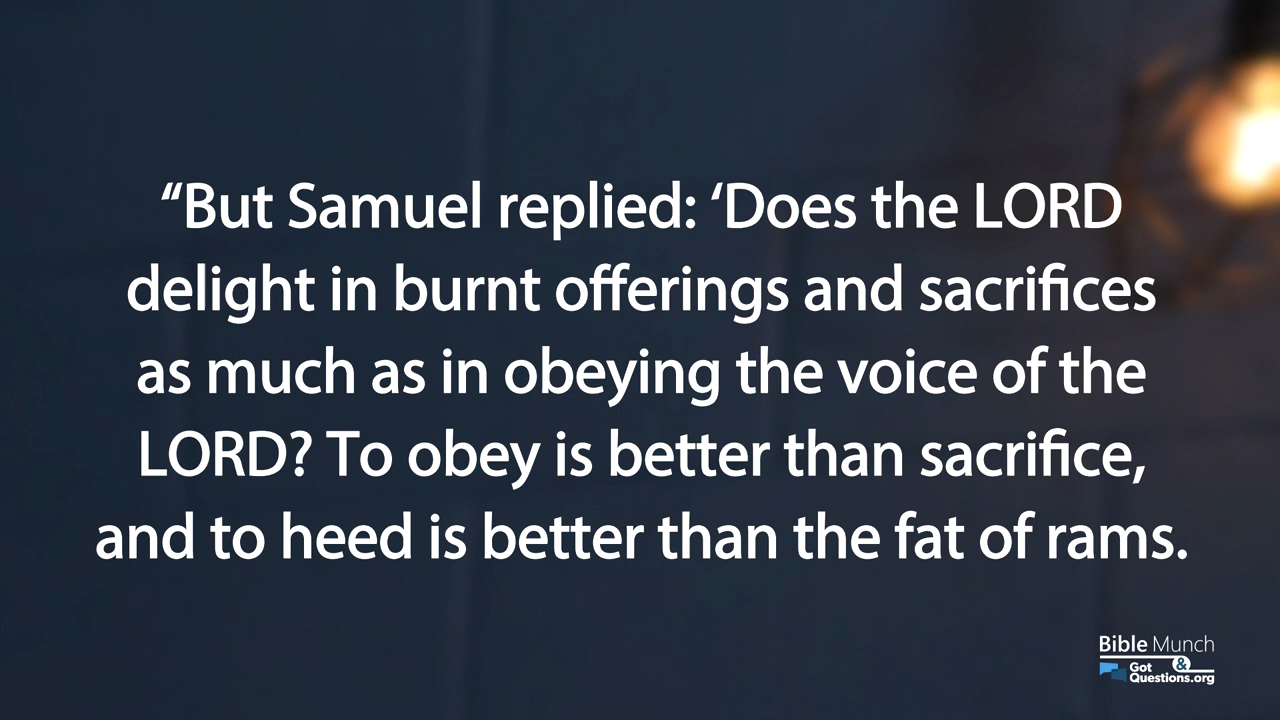 “But Samuel replied: ‘Does the LORD
delight in burnt offerings and sacrifices
as much as in obeying the voice of the
LORD? To obey is better than sacrifice,
and to heed is better than the fat of rams.
Bible Munch
&
Got
Questions.org